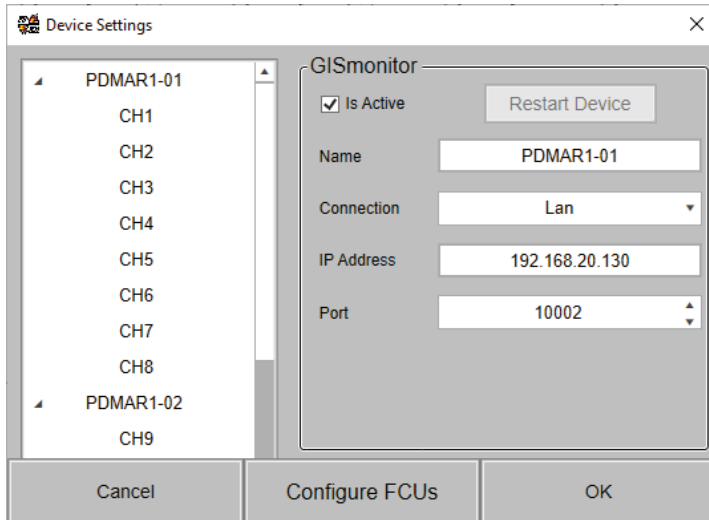 Device Settings
PDMAR1-01
CH1
CH2
CH3
CH4
CH5
CH6
CH7
CH8
PDMAR1-02
CH9
GISmonitor
Is Active
Restart Device
Name
PDMAR1-01
Connection
Lan
IP Address
192.168.20.130
Port
10002
Cancel
Configure FCUs
OK